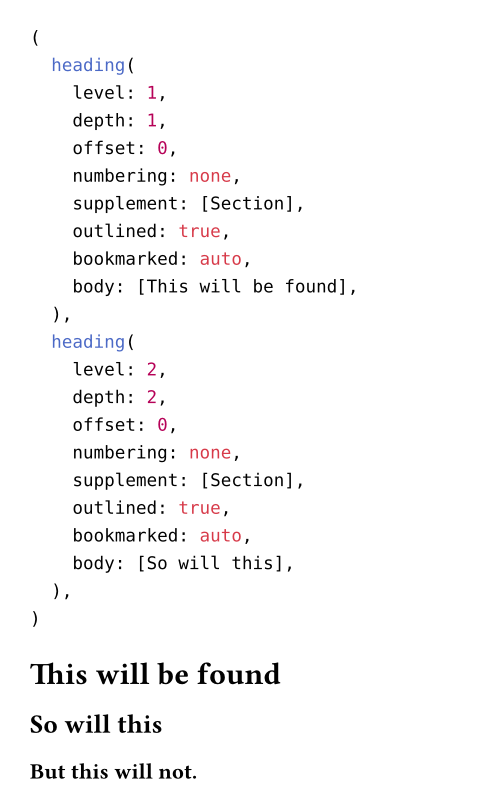 (
  heading(
    level: 1,
    depth: 1,
    offset: 0,
    numbering: none,
    supplement: [Section],
    outlined: true,
    bookmarked: auto,
    body: [This will be found],
  ),
  heading(
    level: 2,
    depth: 2,
    offset: 0,
    numbering: none,
    supplement: [Section],
    outlined: true,
    bookmarked: auto,
    body: [So will this],
  ),
)
This will be found
So will this
But this will not.